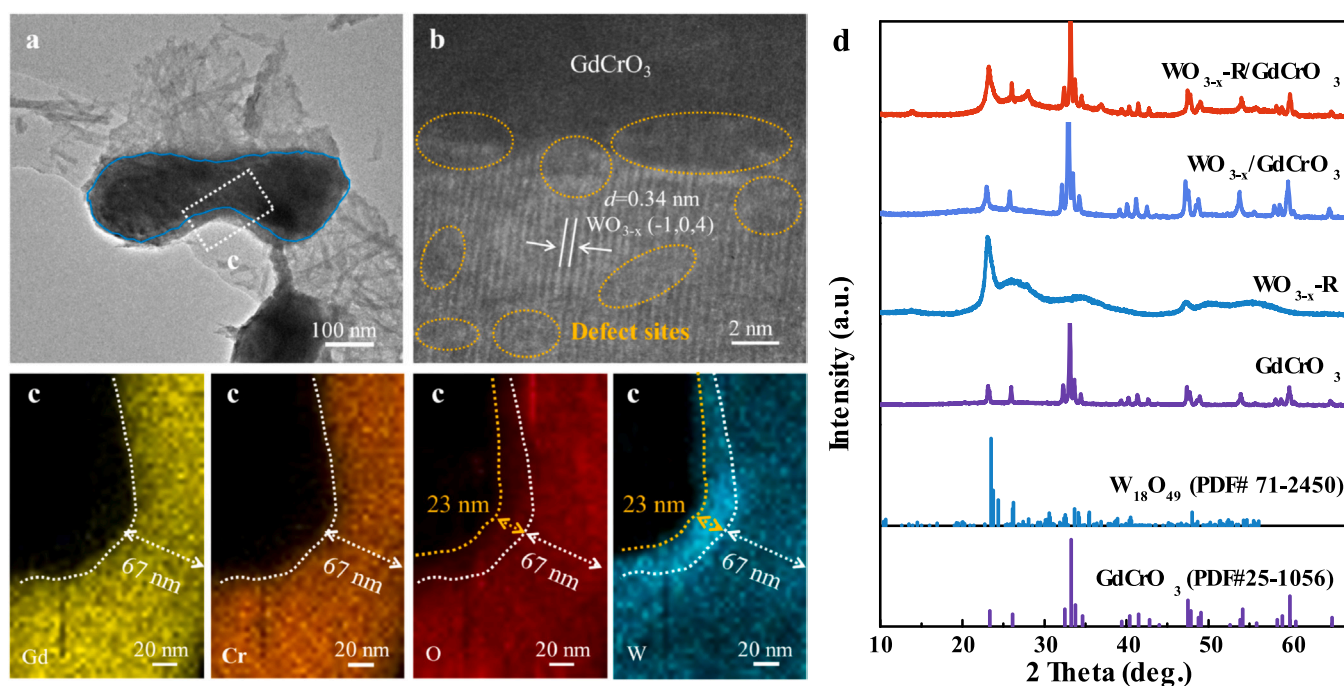 a
c
100 nm
b
GdCrO3
d=0.34 nm
WO3-x (-1,0,4)
Defect sites
2 nm
c
67 nm
Gd
20 nm
c
67 nm
Cr
20 nm
c
23 nm
67 nm
O
20 nm
c
23 nm
67 nm
W
20 nm
d
Intensity (a.u.)
WO3-x-R/GdCrO3
WO3-x/GdCrO3
WO3-x-R
GdCrO3
W18O49 (PDF# 71-2450)
GdCrO3 (PDF#25-1056)
10 20 30 40 50 60
2 Theta (deg.)